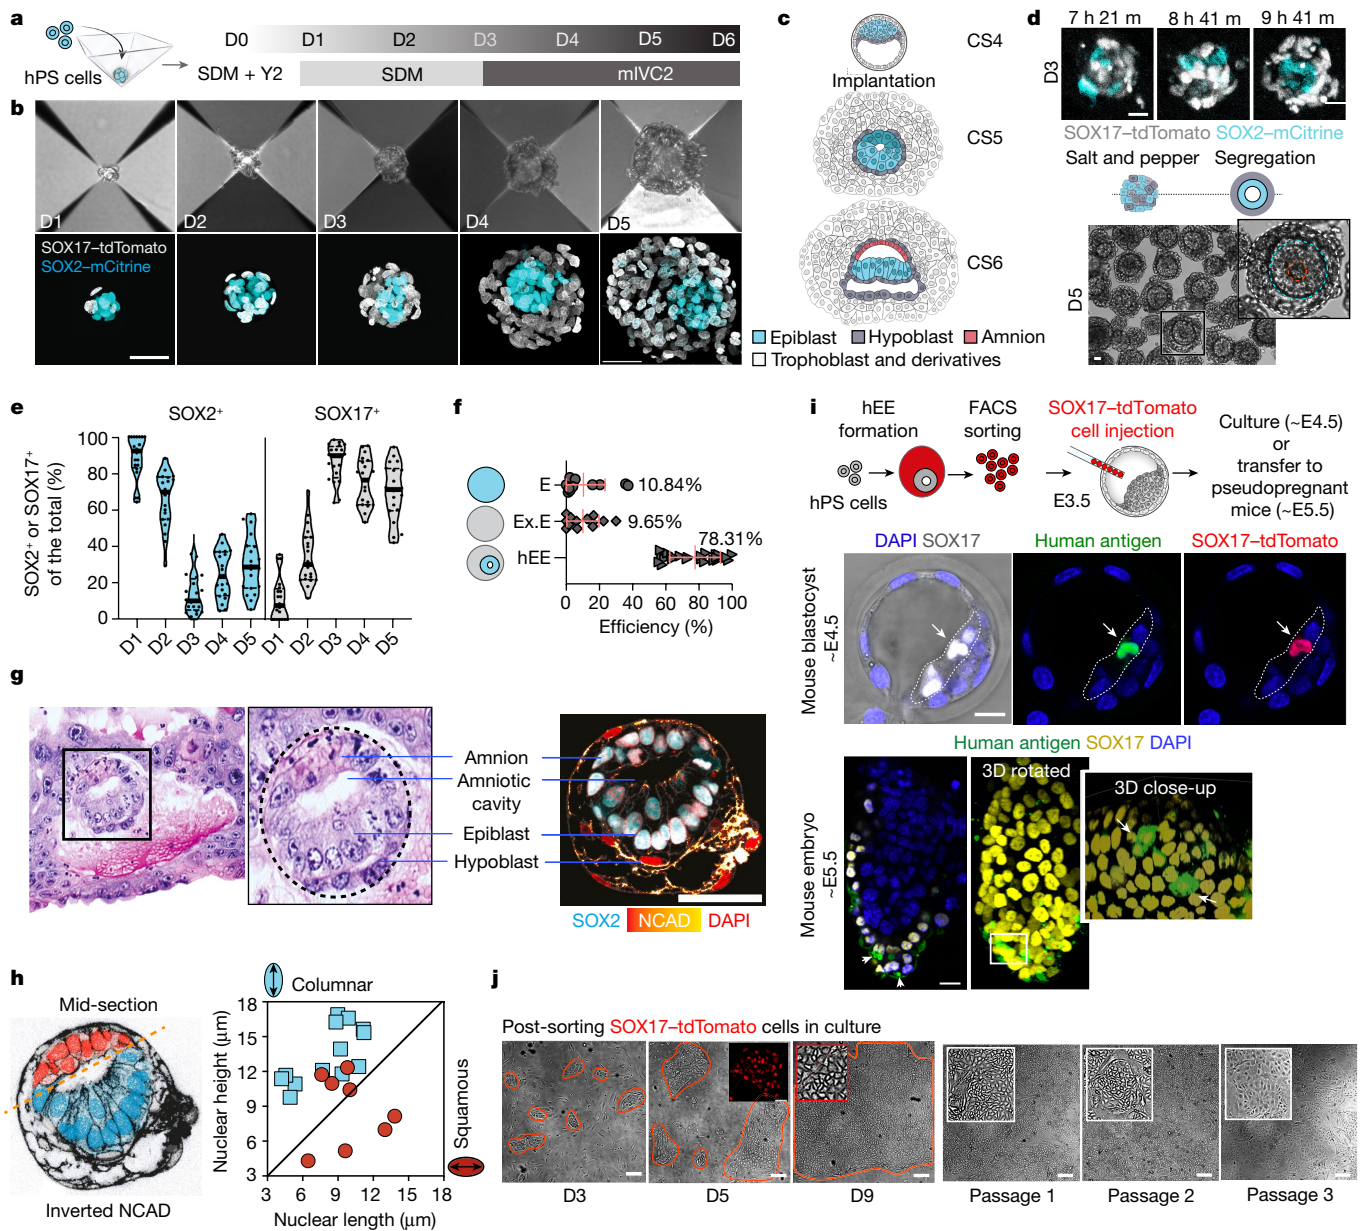 a
hPS cells
D0 D1 D2 D3 D4 D5 D6
SDM + Y2 SDM mIVC2
b
D1 D2 D3 D4 D5
SOX17–tdTomato
SOX2–mCitrine
c
CS4
Implantation
CS5
CS6
Epiblast Hypoblast Amnion
Trophoblast and derivatives
d
7 h 21 m 8 h 41 m 9 h 41 m
D3
SOX17–tdTomato SOX2–mCitrine
Salt and pepper Segregation
D5
e
SOX2⁺ SOX17⁺
SOX2⁺ or SOX17⁺
of the total (%)
100
80
60
40
20
0
D1 D2 D3 D4 D5 D1 D2 D3 D4 D5
f
E 10.84%
Ex.E 9.65%
hEE 78.31%
0 20 40 60 80 100
Efficiency (%)
g
Amnion
Amniotic
cavity
Epiblast
Hypoblast
SOX2 NCAD DAPI
h
Mid-section
Inverted NCAD
Columnar
Nuclear height (μm)
18
15
12
9
6
3
3 6 9 12 15 18
Nuclear length (μm)
Squamous
i
hEE
formation
FACS
sorting
SOX17–tdTomato
cell injection
Culture (~E4.5)
or
transfer to
pseudopregnant
mice (~E5.5)
hPS cells
E3.5
DAPI SOX17 Human antigen SOX17–tdTomato
Mouse blastocyst
~E4.5
Human antigen SOX17 DAPI
3D rotated
3D close-up
Mouse embryo
~E5.5
j
Post-sorting SOX17–tdTomato cells in culture
D3 D5 D9 Passage 1 Passage 2 Passage 3